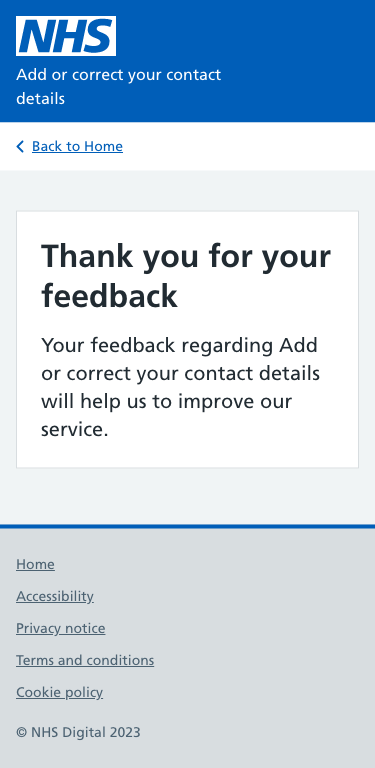 NHS
Add or correct your contact
details
Back to Home
Thank you for your
feedback
Your feedback regarding Add
or correct your contact details
will help us to improve our
service.
Home
Accessibility
Privacy notice
Terms and conditions
Cookie policy
© NHS Digital 2023